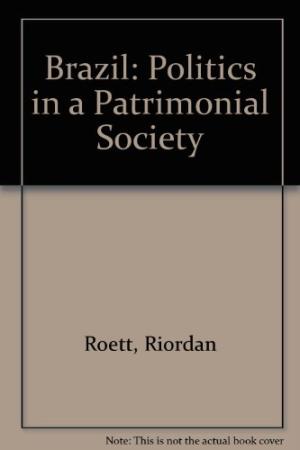 Brazil: Politics
in a Patrimonial
Society
Roett, Riordan
Note: This is not the actual book cover